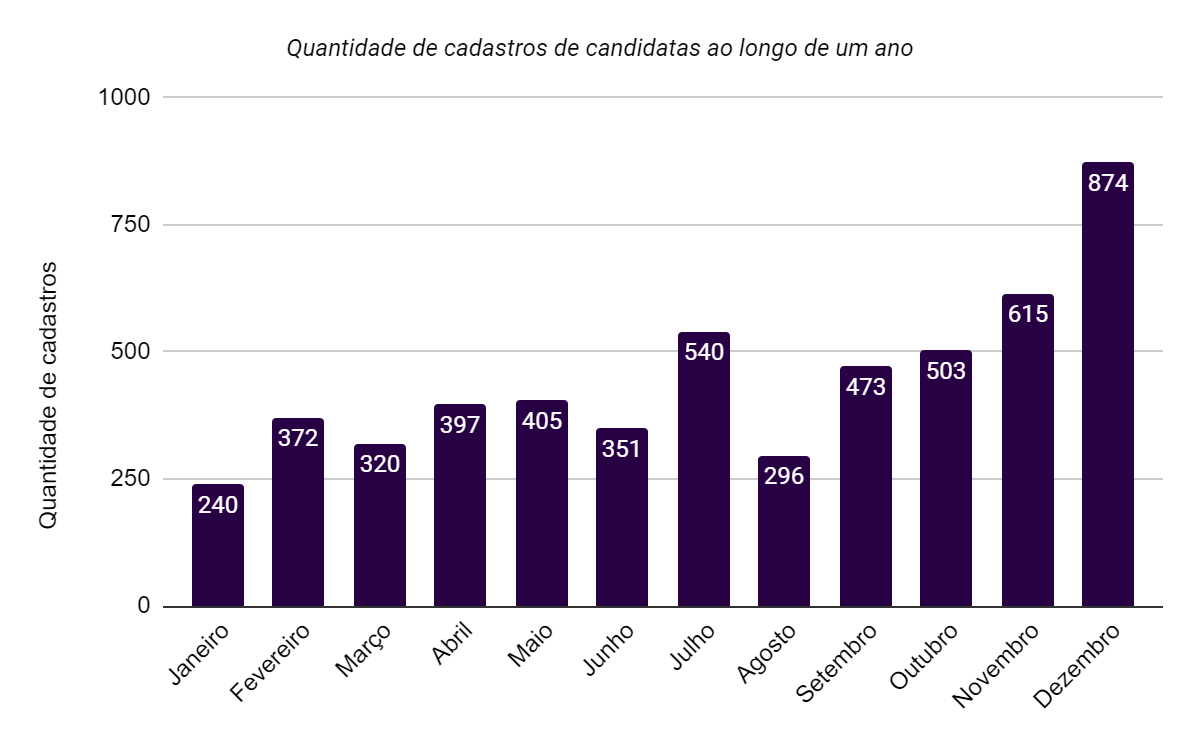 Quantidade de cadastros de candidatas ao longo de um ano
1000
750
500
250
0
Quantidade de cadastros
240
372
320
397
405
351
540
296
473
503
615
874
Janeiro
Fevereiro
Março
Abril
Maio
Junho
Julho
Agosto
Setembro
Outubro
Novembro
Dezembro